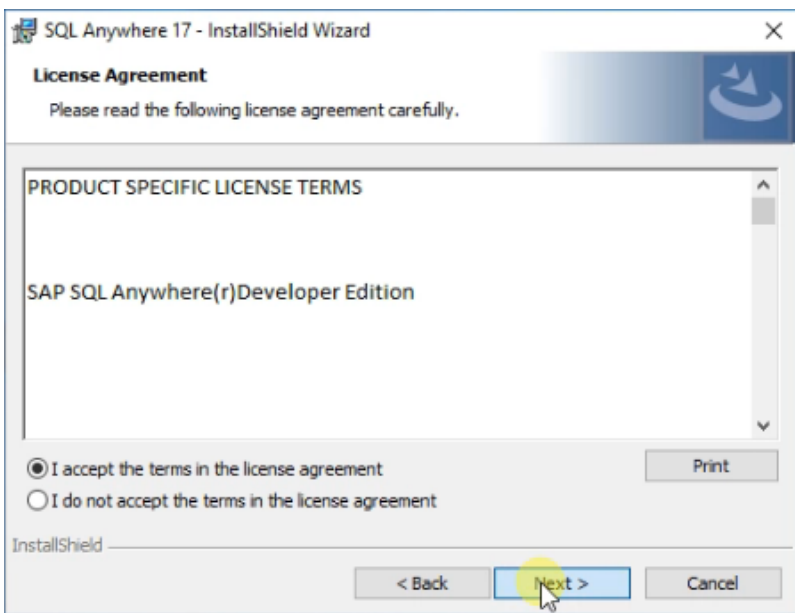 SQL Anywhere 17 - InstallShield Wizard
License Agreement
Please read the following license agreement carefully.
PRODUCT SPECIFIC LICENSE TERMS
SAP SQL Anywhere(r)Developer Edition
I accept the terms in the license agreement
Print
I do not accept the terms in the license agreement
InstallShield
< Back
Next >
Cancel